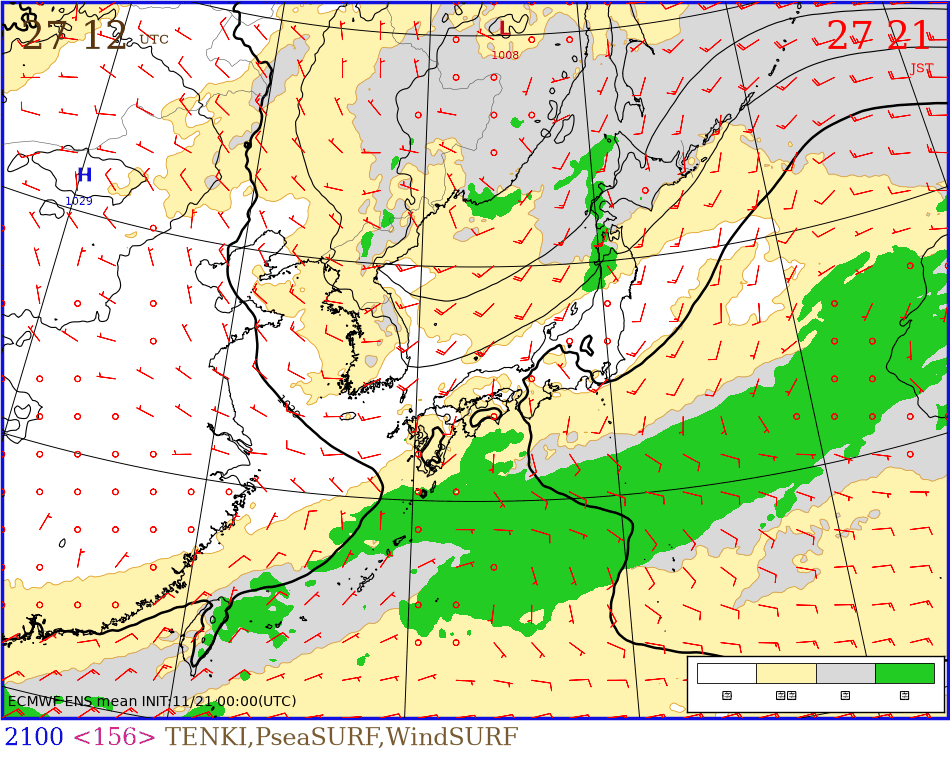 27 12 UTC
27 21
JST
L
1008
H
1029
1020
ECMWF ENS mean INIT:11/21 00:00(UTC)
2100 <156> TENKI,PseaSURF,WindSURF